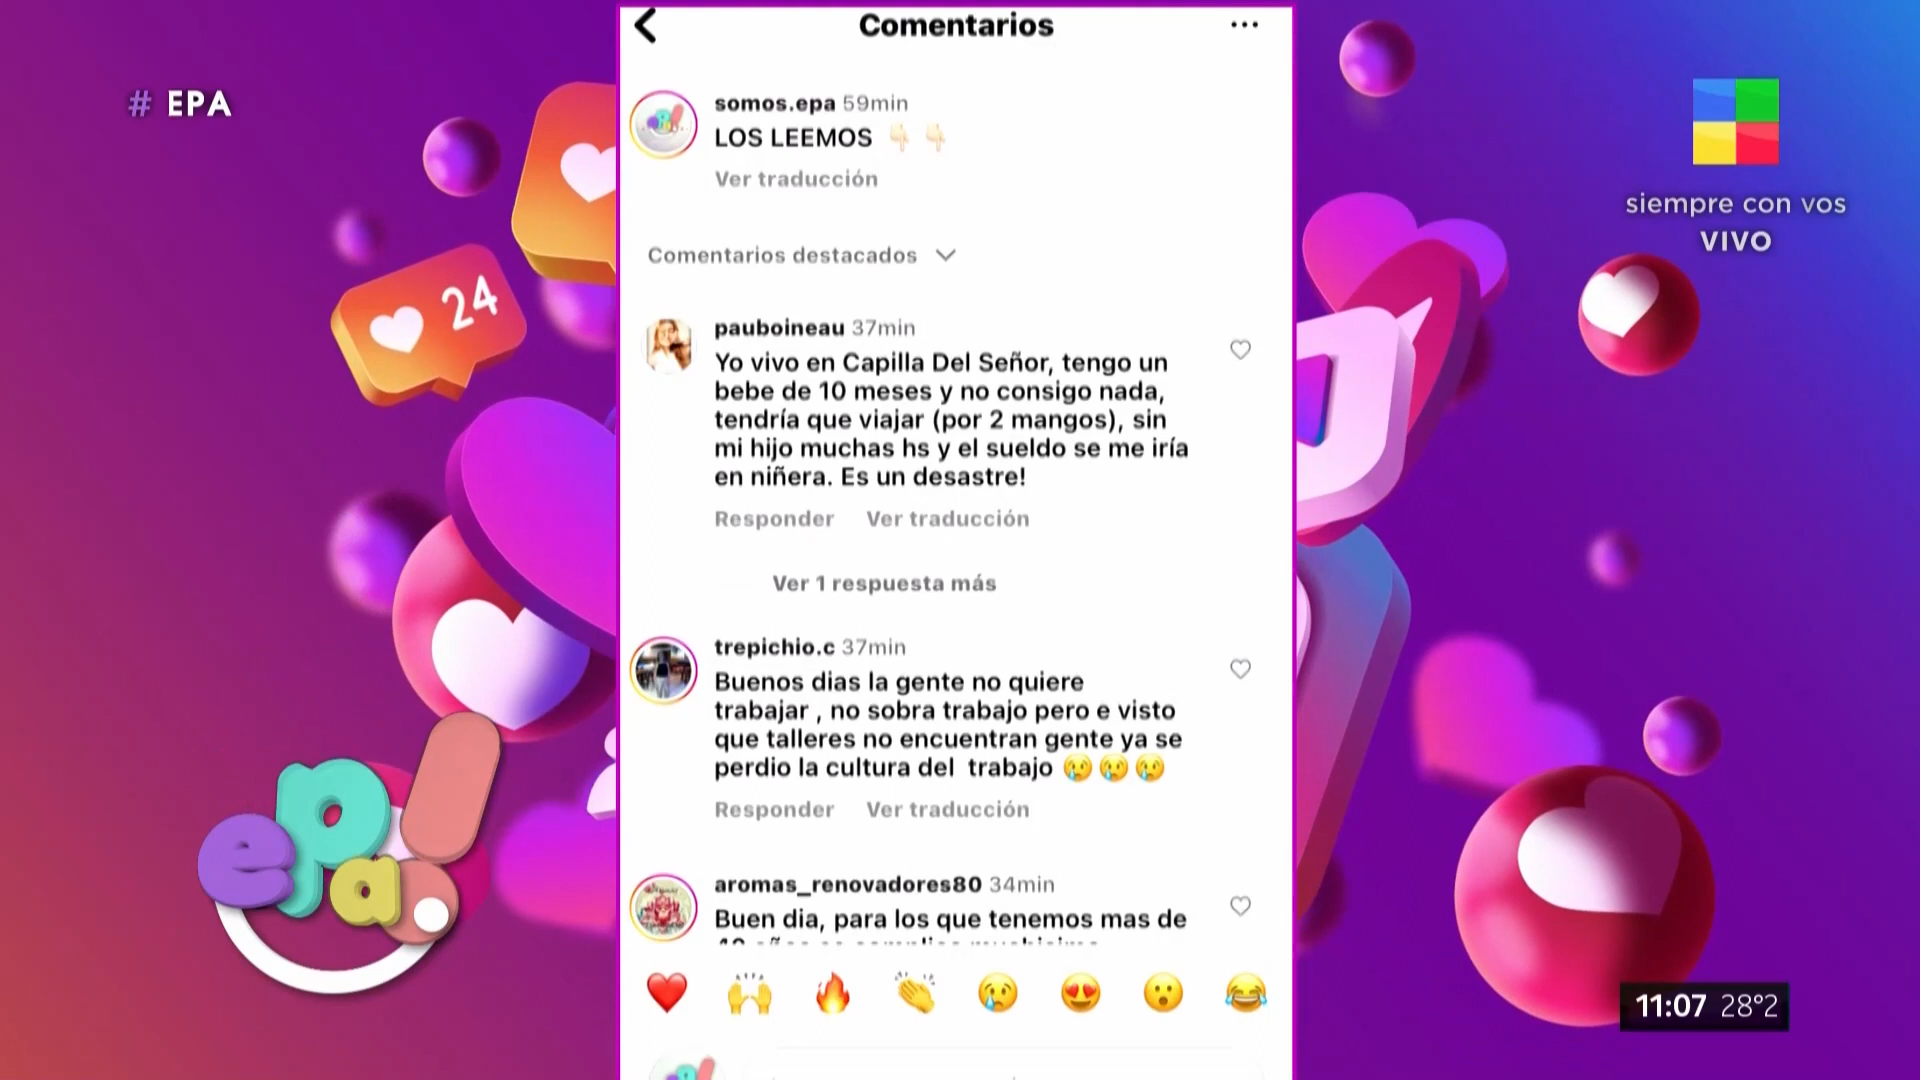 Comentarios
# EPA
somos.epa 59min
LOS LEEMOS 👇🏻 👇🏻
Ver traducción
siempre con vos
VIVO
Comentarios destacados
24
pauboineau 37min
Yo vivo en Capilla Del Señor, tengo un
bebe de 10 meses y no consigo nada,
tendría que viajar (por 2 mangos), sin
mi hijo muchas hs y el sueldo se me iría
en niñera. Es un desastre!
Responder Ver traducción
Ver 1 respuesta más
trepichio.c 37min
Buenos dias la gente no quiere
trabajar , no sobra trabajo pero e visto
que talleres no encuentran gente ya se
perdio la cultura del trabajo 😢 😢 😢
Responder Ver traducción
epa!
aromas_renovadores80 34min
Buen dia, para los que tenemos mas de
11:07 28°2